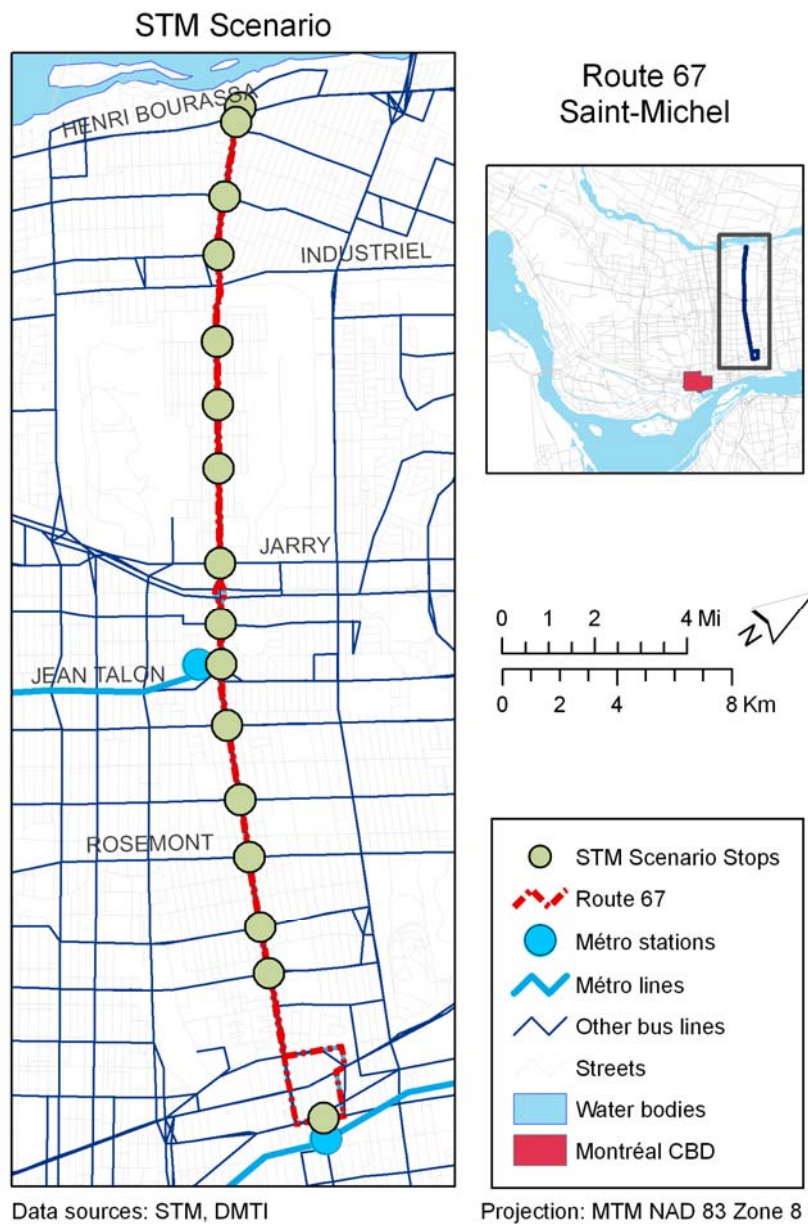 STM Scenario
HENRI BOURASSA
INDUSTRIEL
JARRY
JEAN TALON
ROSEMONT
Route 67
Saint-Michel
0 1 2 4 Mi
0 2 4 8 Km
N
STM Scenario Stops
Route 67
Métro stations
Métro lines
Other bus lines
Streets
Water bodies
Montréal CBD
Data sources: STM, DMTI
Projection: MTM NAD 83 Zone 8